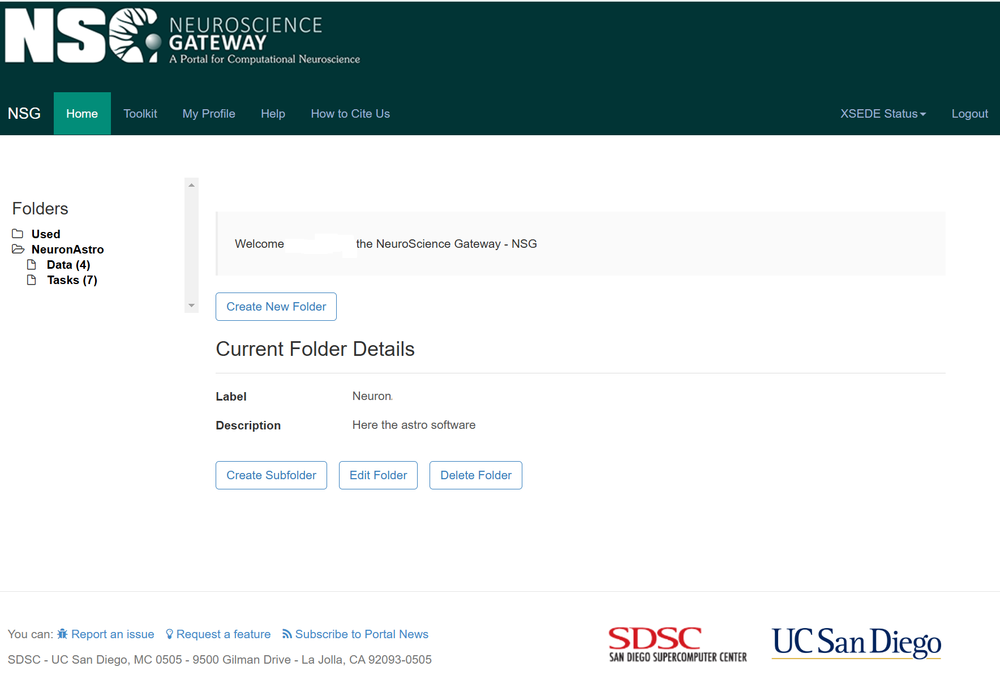 NSG NEUROSCIENCE
GATEWAY
A Portal for Computational Neuroscience
NSG Home Toolkit My Profile Help How to Cite Us XSEDE Status Logout
Folders
Used
NeuronAstro
Data (4)
Tasks (7)
Welcome the NeuroScience Gateway - NSG
Create New Folder
Current Folder Details
Label Neuron
Description Here the astro software
Create Subfolder Edit Folder Delete Folder
You can: Report an issue Request a feature Subscribe to Portal News
SDSC - UC San Diego, MC 0505 - 9500 Gilman Drive - La Jolla, CA 92093-0505
SDSC
SAN DIEGO SUPERCOMPUTER CENTER
UC San Diego